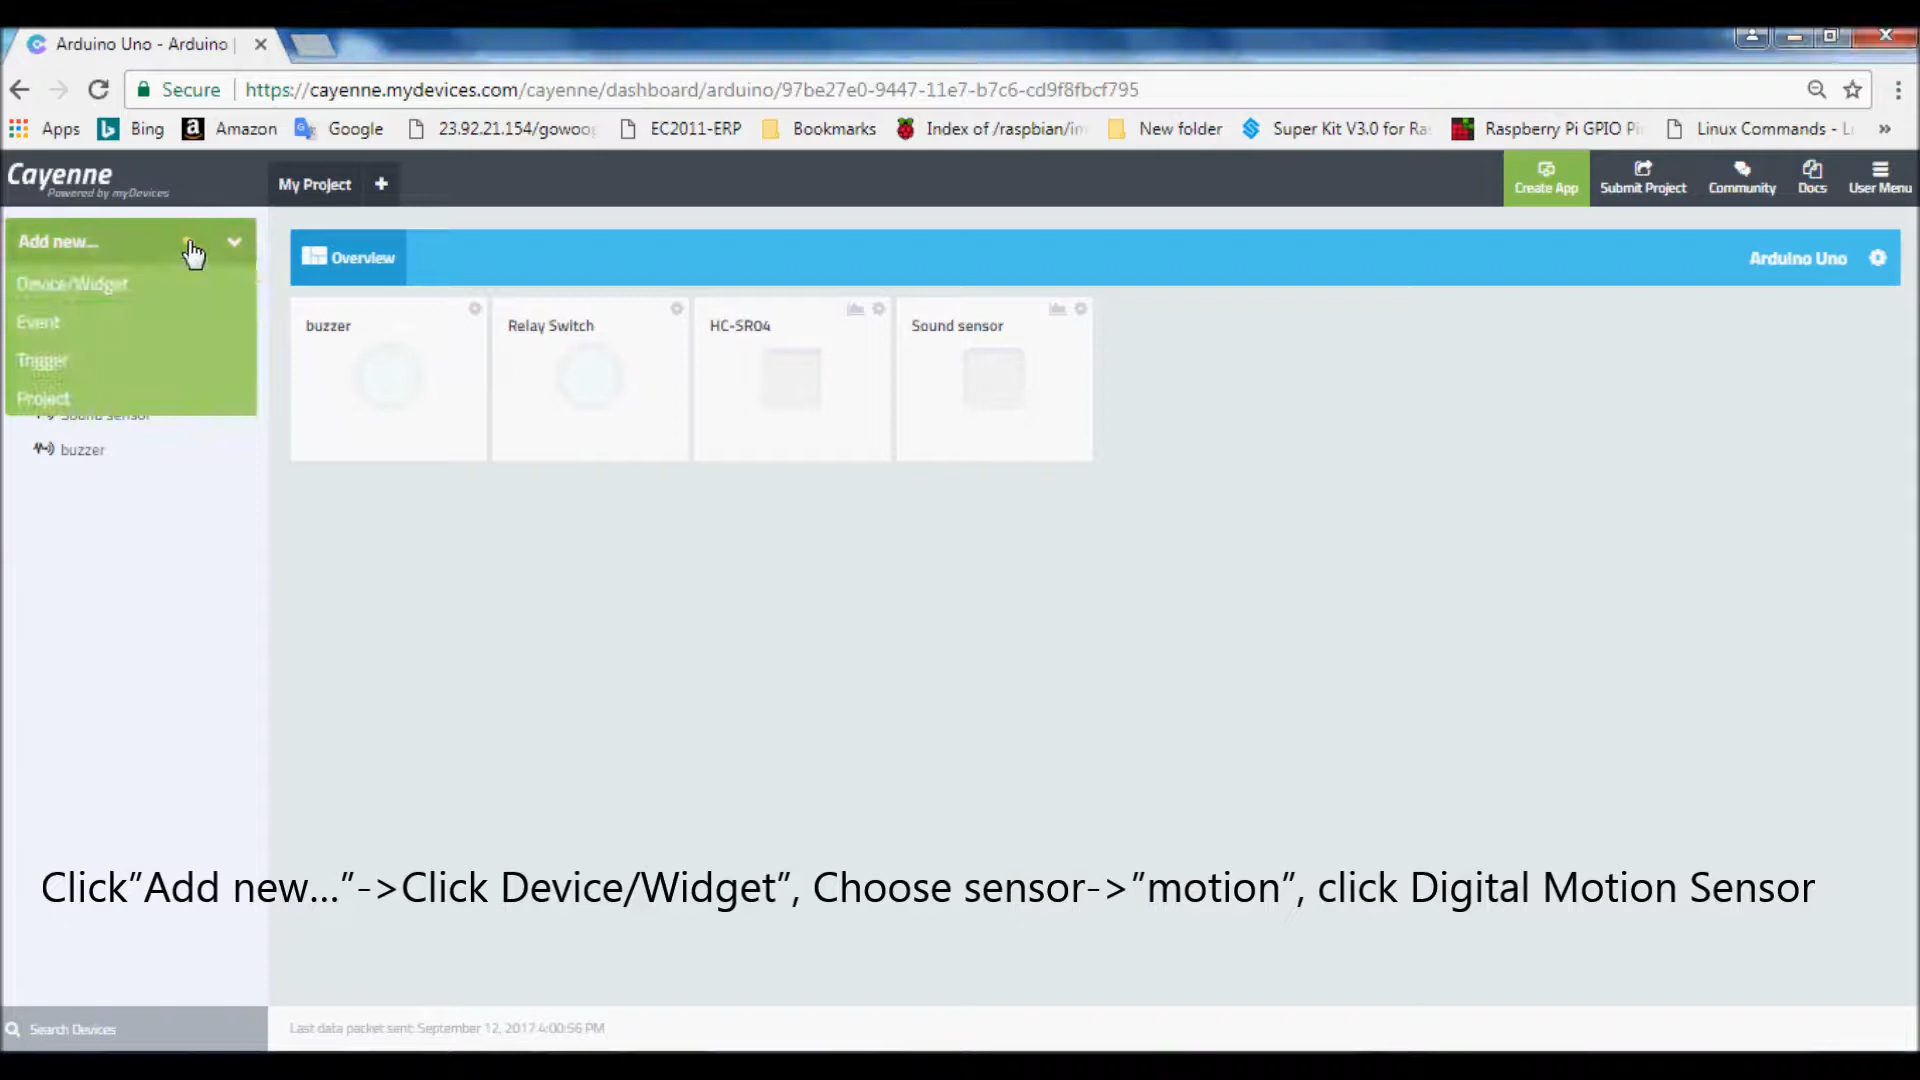 Arduino Uno - Arduino |
Secure | https://cayenne.mydevices.com/cayenne/dashboard/arduino/97be27e0-9447-11e7-b7c6-cd9f8fbcf795
Apps Bing Amazon Google 23.92.21.154/gowoo EC2011-ERP Bookmarks Index of /raspbian/im New folder Super Kit V3.0 for Ra Raspberry Pi GPIO Pi Linux Commands - L »
Cayenne
Powered by myDevices
My Project +
Create App Submit Project Community Docs User Menu
Add new...
Device/Widget
Event
Trigger
Project
Sound sensor
buzzer
Overview Arduino Uno
buzzer Relay Switch HC-SR04 Sound sensor
Click”Add new...”->Click Device/Widget”, Choose sensor->”motion”, click Digital Motion Sensor
Search Devices
Last data packet sent: September 12, 2017 4:00:56 PM